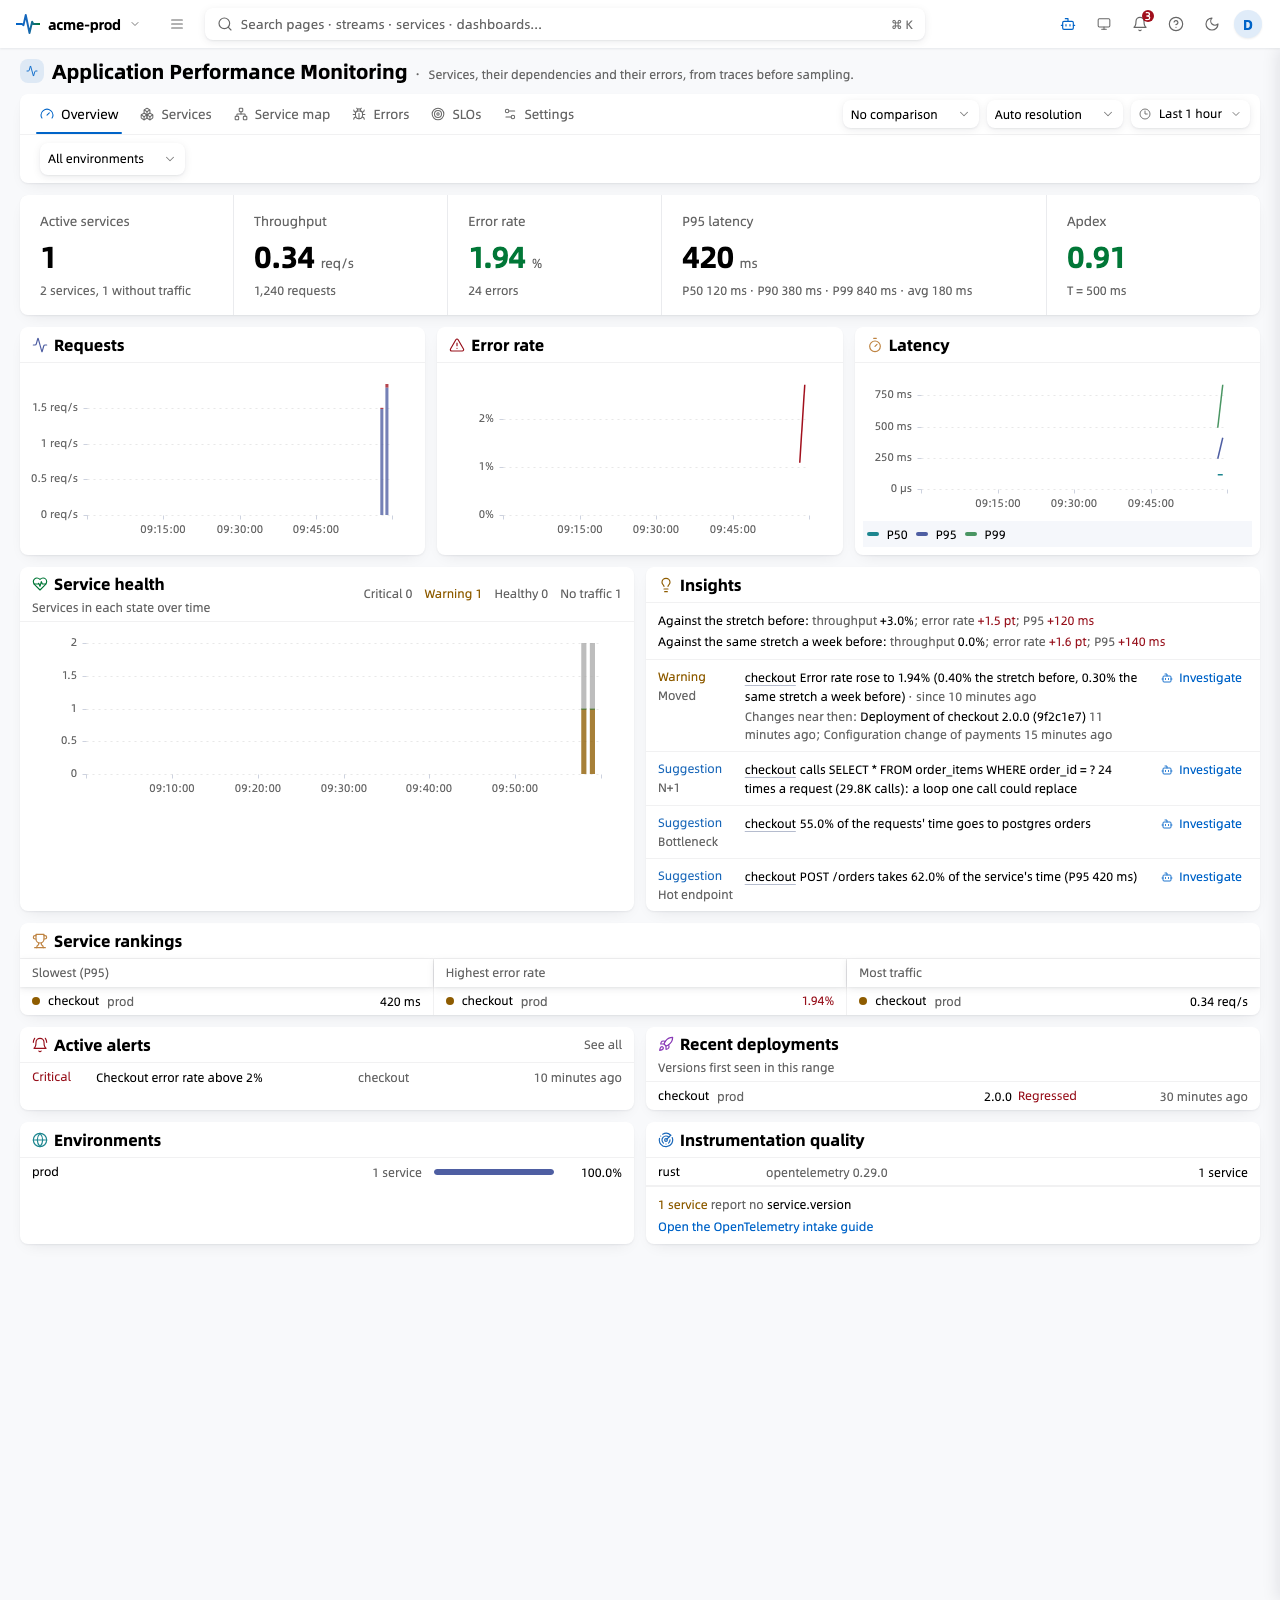 acme-prod
Search pages · streams · services · dashboards...
⌘ K
3
D
Application Performance Monitoring · Services, their dependencies and their errors, from traces before sampling.
Overview
Services
Service map
Errors
SLOs
Settings
No comparison
Auto resolution
Last 1 hour
All environments
Active services
1
2 services, 1 without traffic
Throughput
0.34 req/s
1,240 requests
Error rate
1.94 %
24 errors
P95 latency
420 ms
P50 120 ms · P90 380 ms · P99 840 ms · avg 180 ms
Apdex
0.91
T = 500 ms
Requests
1.5 req/s
1 req/s
0.5 req/s
0 req/s
09:15:00 09:30:00 09:45:00
Error rate
2%
1%
0%
09:15:00 09:30:00 09:45:00
Latency
750 ms
500 ms
250 ms
0 µs
09:15:00 09:30:00 09:45:00
P50 P95 P99
Service health
Services in each state over time
Critical 0 Warning 1 Healthy 0 No traffic 1
2
1.5
1
0.5
0
09:10:00 09:20:00 09:30:00 09:40:00 09:50:00
Insights
Against the stretch before: throughput +3.0%; error rate +1.5 pt; P95 +120 ms
Against the same stretch a week before: throughput 0.0%; error rate +1.6 pt; P95 +140 ms
Warning
Moved
checkout Error rate rose to 1.94% (0.40% the stretch before, 0.30% the
same stretch a week before) · since 10 minutes ago
Changes near then: Deployment of checkout 2.0.0 (9f2c1e7) 11
minutes ago; Configuration change of payments 15 minutes ago
Investigate
Suggestion
N+1
checkout calls SELECT * FROM order_items WHERE order_id = ? 24
times a request (29.8K calls): a loop one call could replace
Investigate
Suggestion
Bottleneck
checkout 55.0% of the requests' time goes to postgres orders
Investigate
Suggestion
Hot endpoint
checkout POST /orders takes 62.0% of the service's time (P95 420 ms)
Investigate
Service rankings
Slowest (P95)
checkout prod 420 ms
Highest error rate
checkout prod 1.94%
Most traffic
checkout prod 0.34 req/s
Active alerts
See all
Critical Checkout error rate above 2% checkout 10 minutes ago
Recent deployments
Versions first seen in this range
checkout prod 2.0.0 Regressed 30 minutes ago
Environments
prod 1 service 100.0%
Instrumentation quality
rust opentelemetry 0.29.0 1 service
1 service report no service.version
Open the OpenTelemetry intake guide